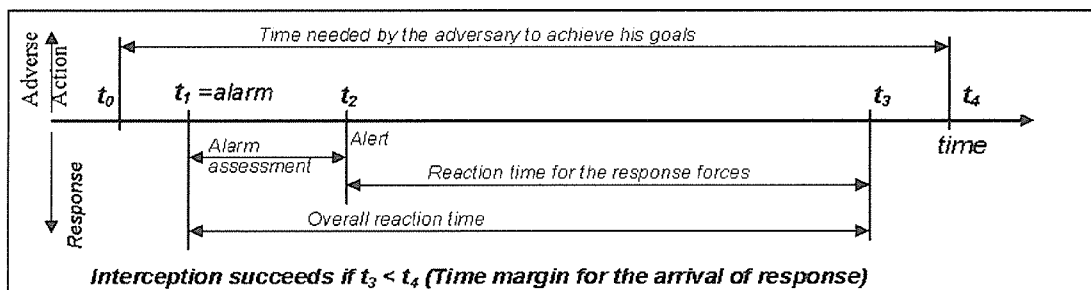 Time needed by the adversary to achieve his goals
Adverse
Action
t0
t1 =alarm
t2
t3
t4
time
Alarm
assessment
Alert
Reaction time for the response forces
Response
Overall reaction time
Interception succeeds if t3 < t4 (Time margin for the arrival of response)